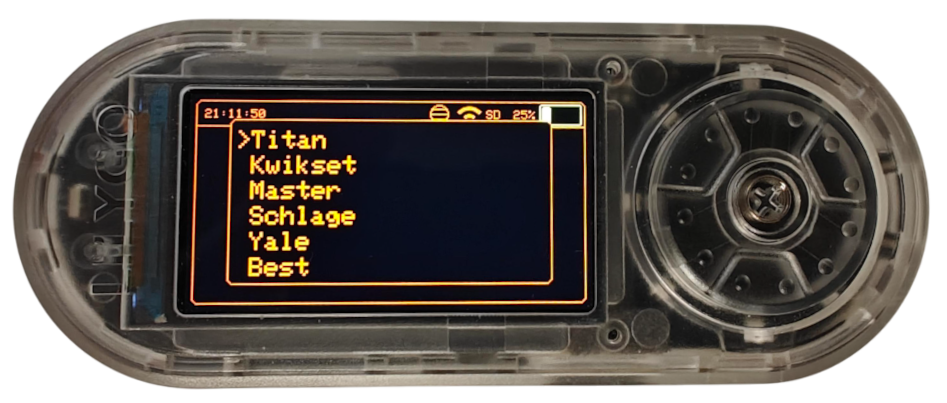 21:11:50 SD 25%
>Titan
Kwikset
Master
Schlage
Yale
Best